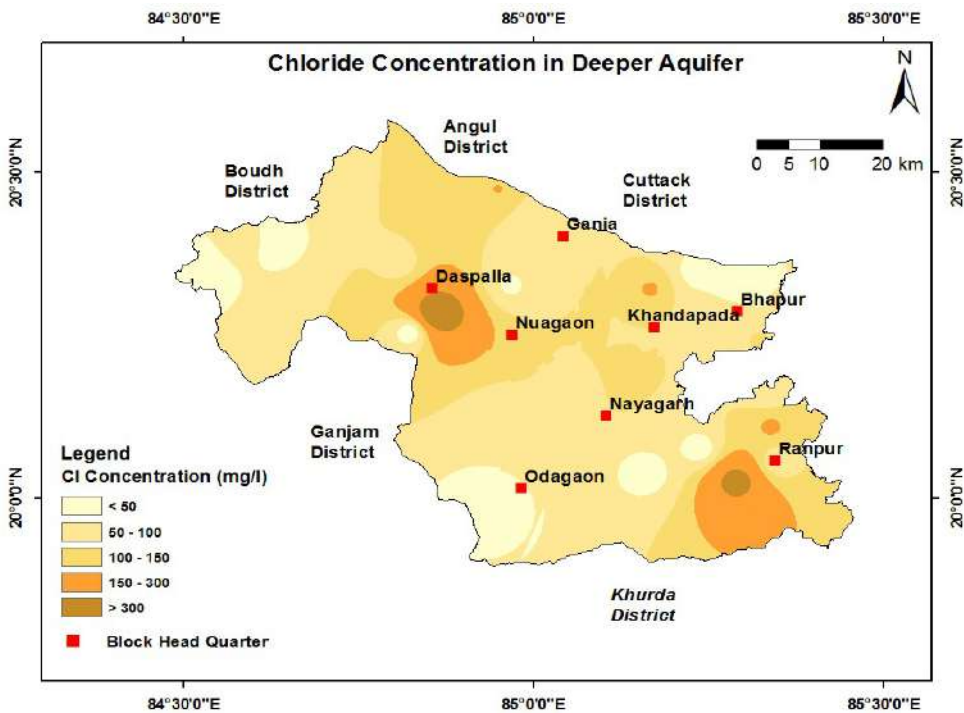 84°30'0"E 85°0'0"E 85°30'0"E
Chloride Concentration in Deeper Aquifer
N
0 5 10 20 km
20°30'0"N
20°30'0"N
Angul
District
Boudh
District
Cuttack
District
Gania
Daspalla
Bhapur
Khandapada
Nuagaon
Nayagarh
Ganjam
District
Ranpur
Odagaon
20°0'0"N
20°0'0"N
Khurda
District
Legend
Cl Concentration (mg/l)
< 50
50 - 100
100 - 150
150 - 300
> 300
Block Head Quarter
84°30'0"E 85°0'0"E 85°30'0"E